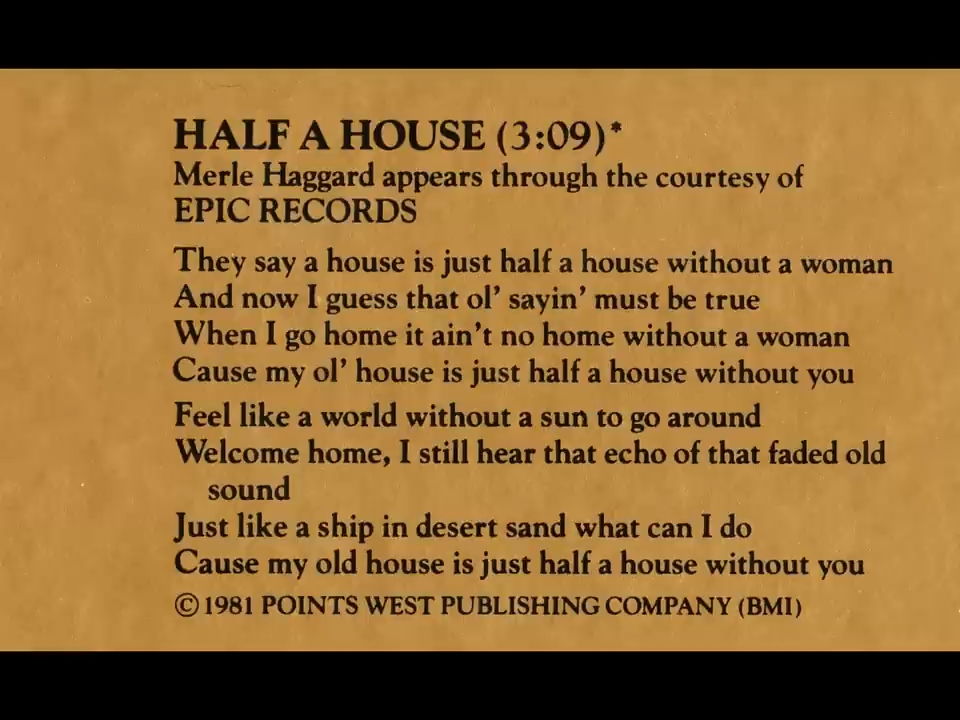 HALF A HOUSE (3:09)*
Merle Haggard appears through the courtesy of
EPIC RECORDS
They say a house is just half a house without a woman
And now I guess that ol' sayin' must be true
When I go home it ain't no home without a woman
Cause my ol' house is just half a house without you
Feel like a world without a sun to go around
Welcome home, I still hear that echo of that faded old
sound
Just like a ship in desert sand what can I do
Cause my old house is just half a house without you
© 1981 POINTS WEST PUBLISHING COMPANY (BMI)